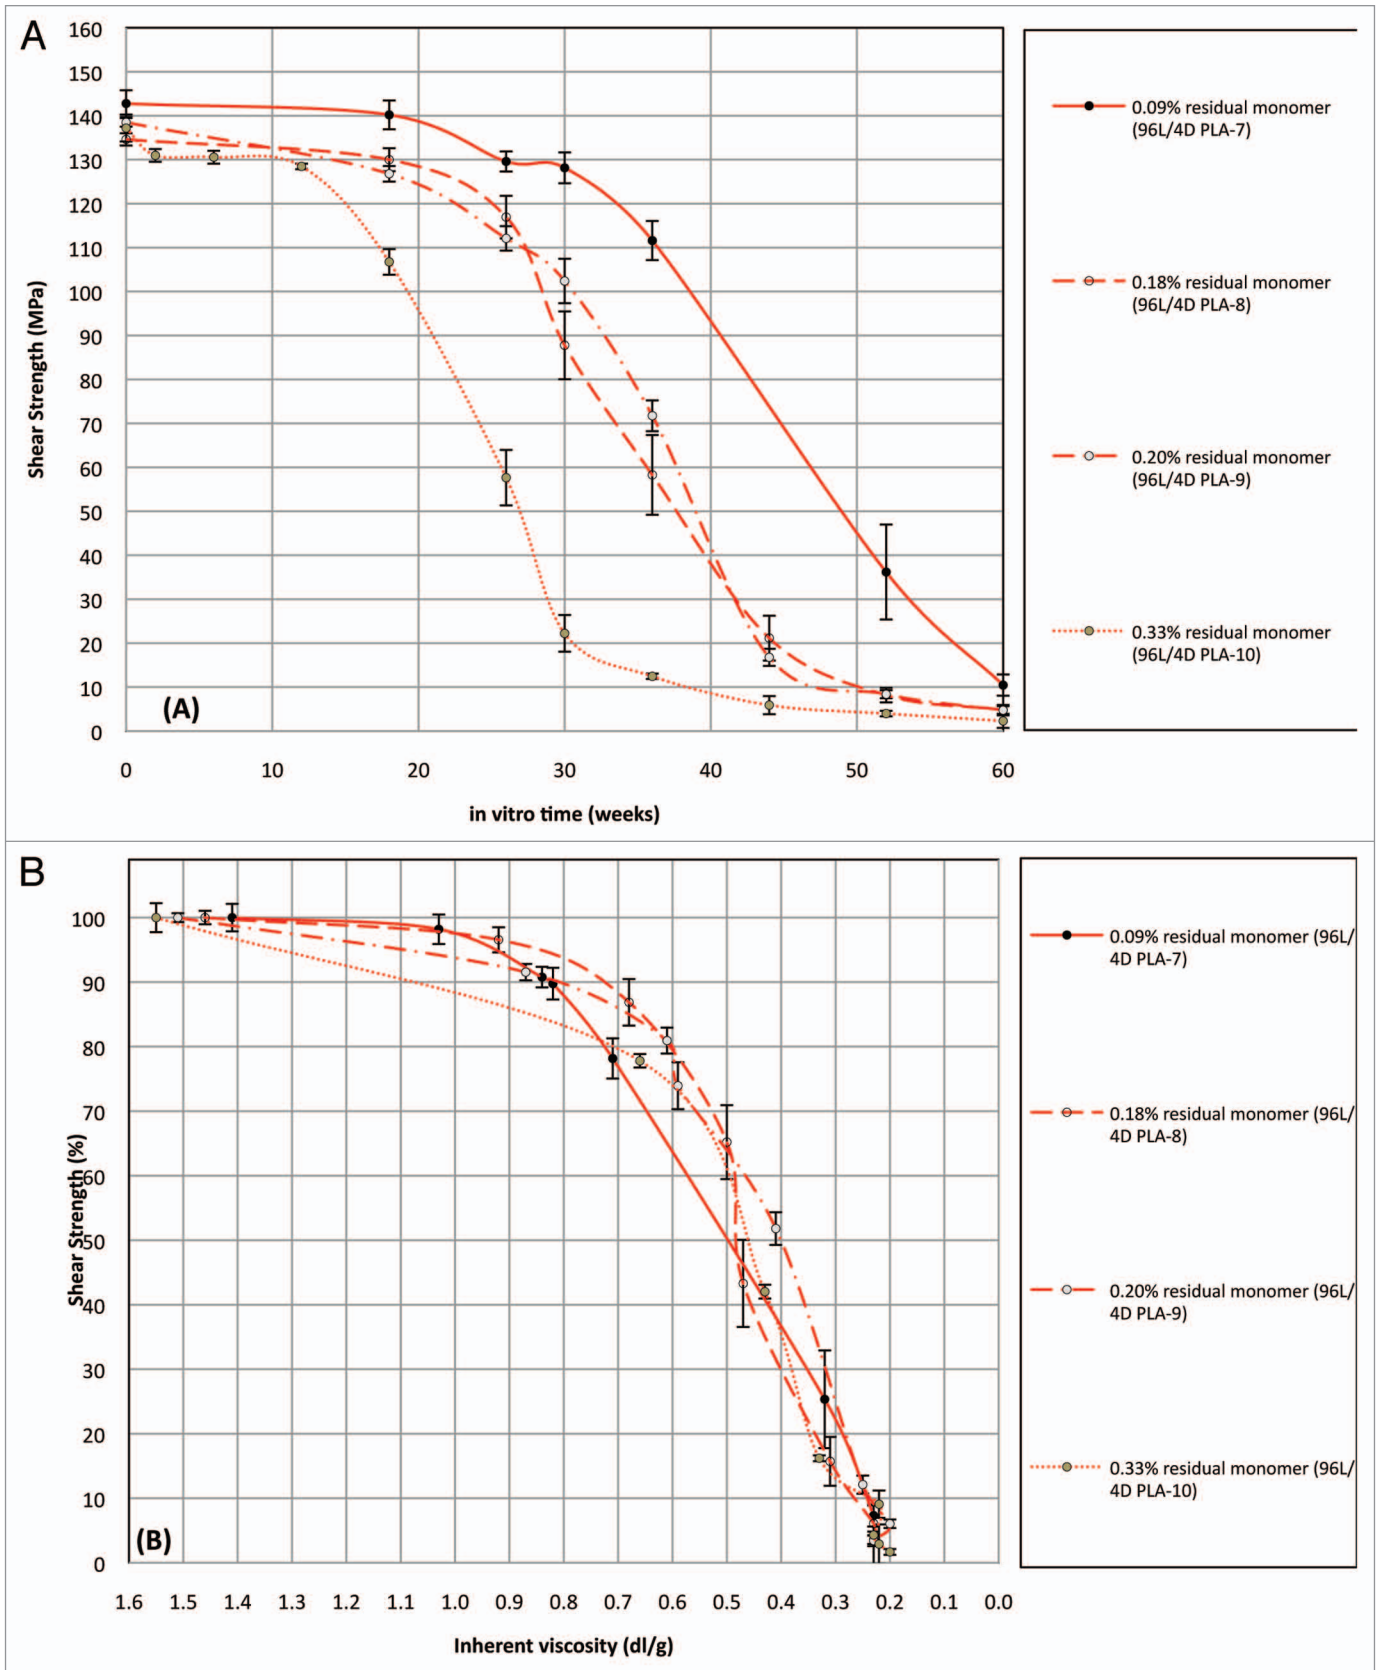 A
160
150
140
130
120
110
100
90
80
70
60
50
40
30
20
10
0
Shear Strength (MPa)
(A)
0 10 20 30 40 50 60
in vitro time (weeks)
0.09% residual monomer
(96L/4D PLA-7)
0.18% residual monomer
(96L/4D PLA-8)
0.20% residual monomer
(96L/4D PLA-9)
0.33% residual monomer
(96L/4D PLA-10)
B
100
90
80
70
60
50
40
30
20
10
0
Shear Strength (%)
(B)
1.6 1.5 1.4 1.3 1.2 1.1 1.0 0.9 0.8 0.7 0.6 0.5 0.4 0.3 0.2 0.1 0.0
Inherent viscosity (dl/g)
0.09% residual monomer (96L/
4D PLA-7)
0.18% residual monomer (96L/
4D PLA-8)
0.20% residual monomer (96L/
4D PLA-9)
0.33% residual monomer (96L/
4D PLA-10)